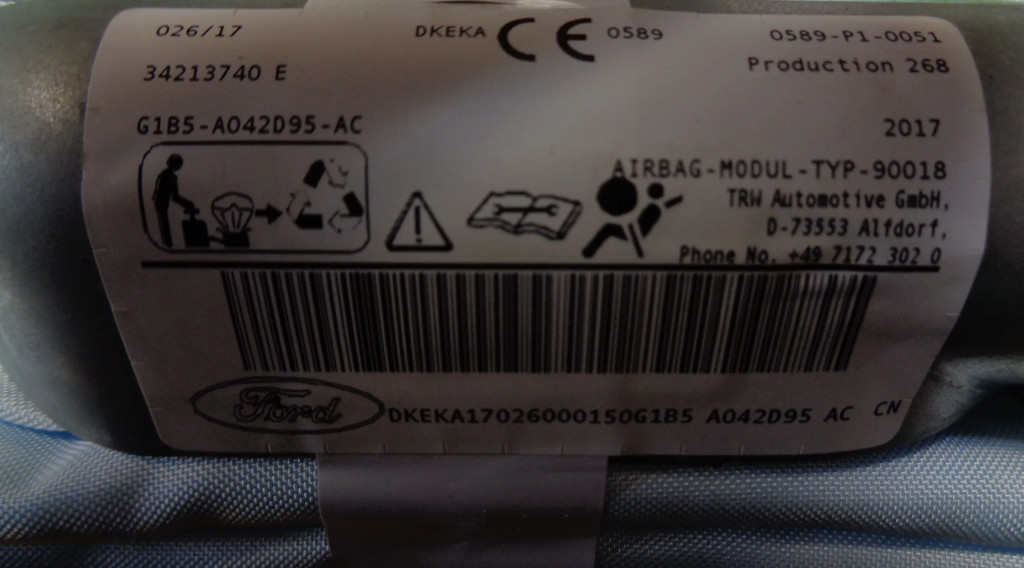 026/17
DKEKA CE 0589
0589-P1-0051
34213740 E
Production 268
G1B5-A042D95-AC
2017
AIRBAG-MODUL-TYP-90018
TRW Automotive GmbH,
D-73553 Alfdorf,
Phone No. +49 7172 302 0
Ford
DKEKA17026000150G1B5 A042D95 AC CN